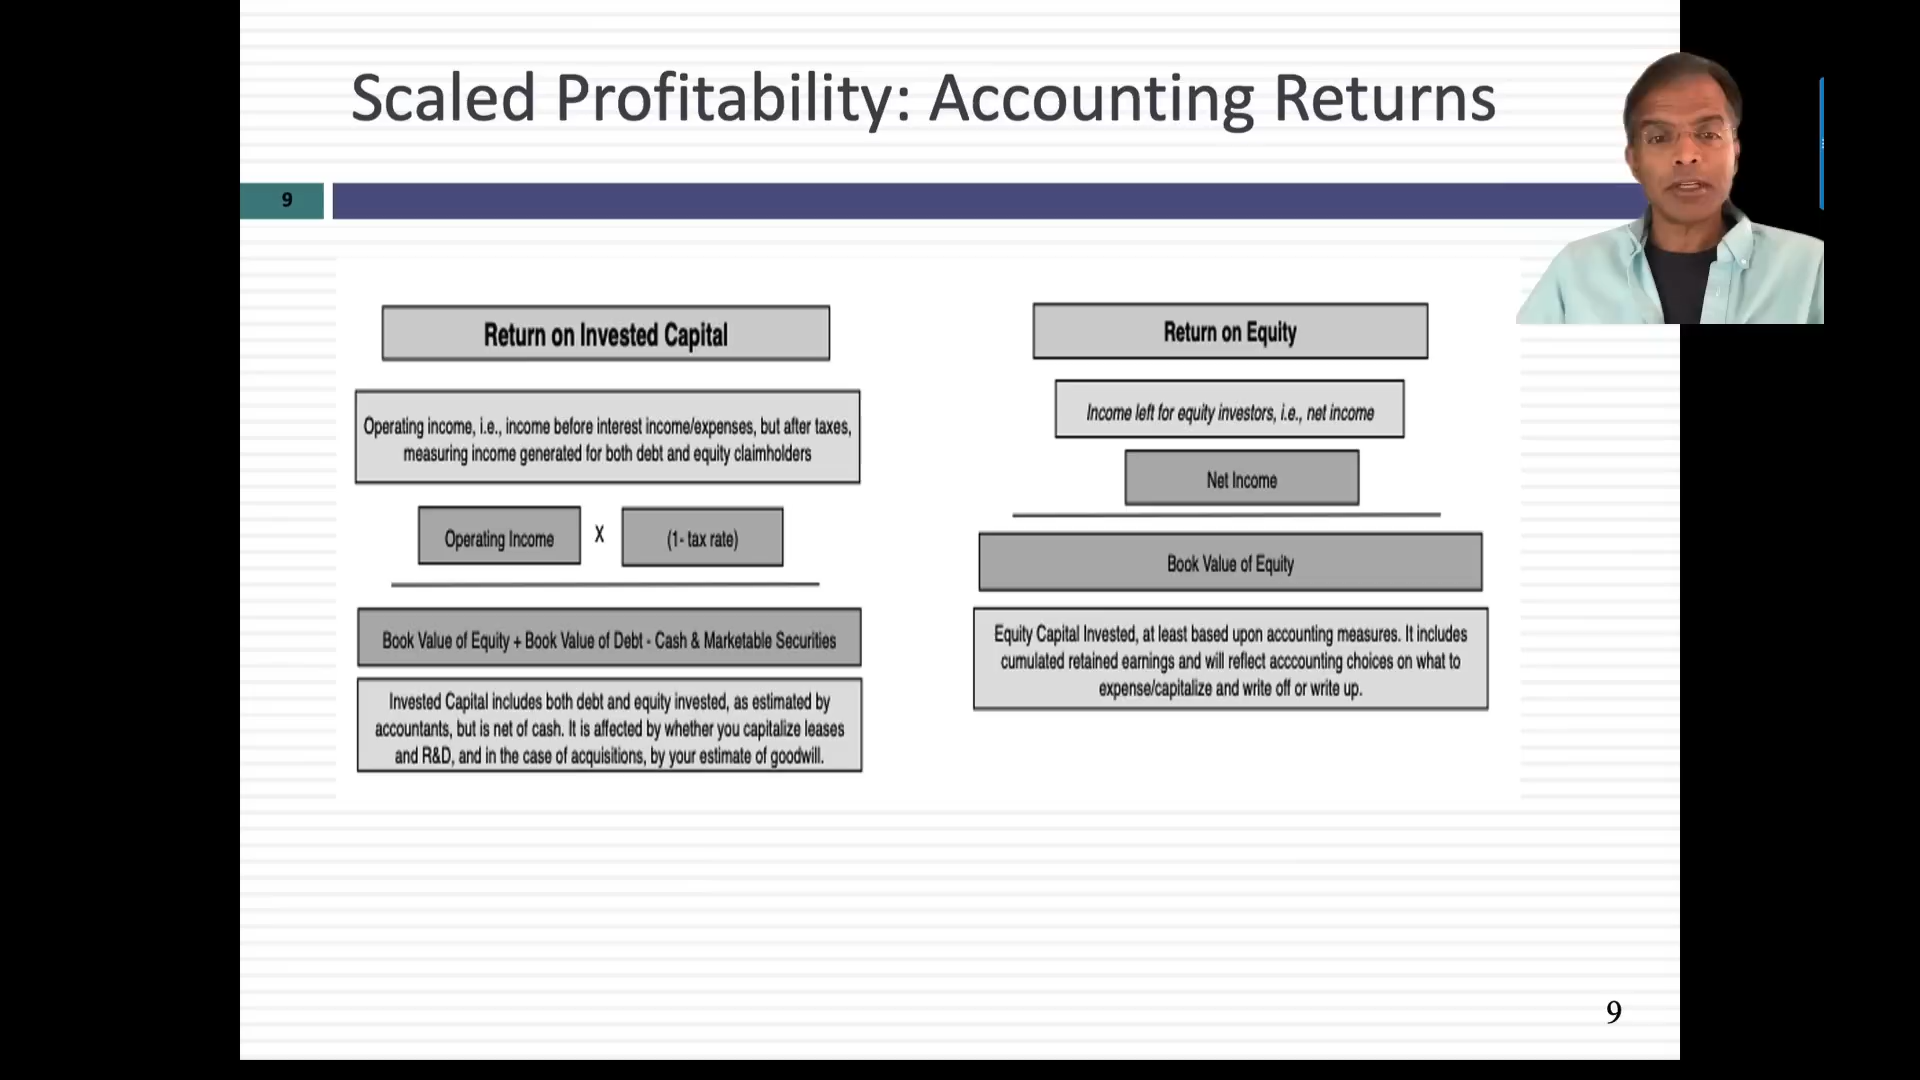 Scaled Profitability: Accounting Returns
9
Return on Invested Capital
Operating income, i.e., income before interest income/expenses, but after taxes,
measuring income generated for both debt and equity claimholders
Operating Income X (1- tax rate)
Book Value of Equity + Book Value of Debt - Cash & Marketable Securities
Invested Capital includes both debt and equity invested, as estimated by
accountants, but is net of cash. It is affected by whether you capitalize leases
and R&D, and in the case of acquisitions, by your estimate of goodwill.
Return on Equity
Income left for equity investors, i.e., net income
Net Income
Book Value of Equity
Equity Capital Invested, at least based upon accounting measures. It includes
cumulated retained earnings and will reflect acccounting choices on what to
expense/capitalize and write off or write up.
9